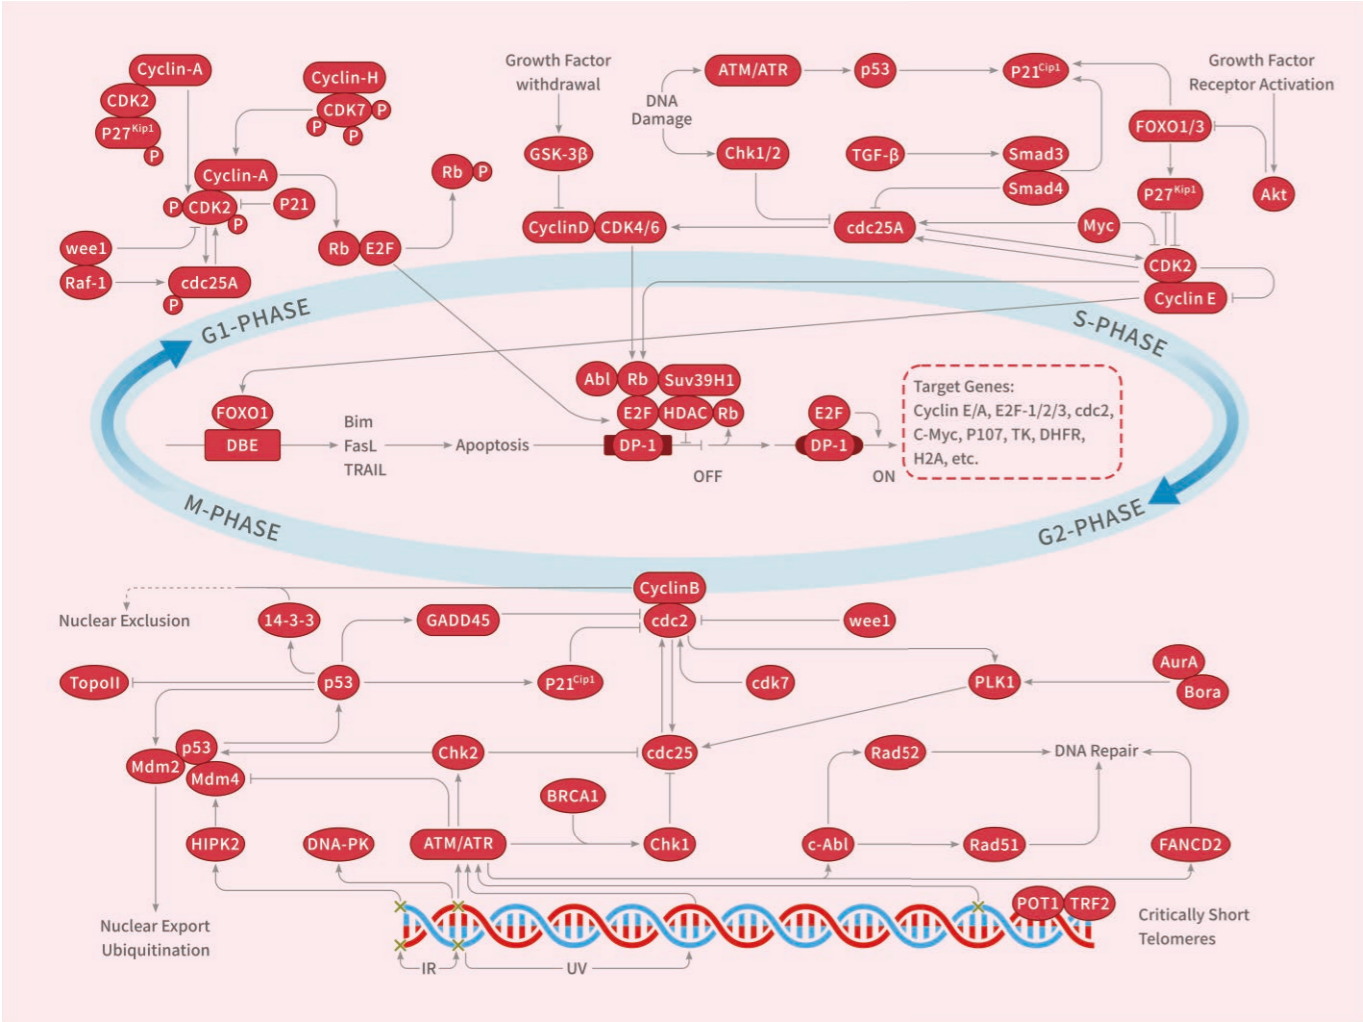 Cyclin-A
CDK2
P27Kip1
P
Cyclin-H
CDK7
P
P
P
Cyclin-A
P
CDK2
P
P21
wee1
Raf-1
cdc25A
P
Rb
P
Rb
E2F
Growth Factor
withdrawal
GSK-3β
CyclinD
CDK4/6
DNA
Damage
ATM/ATR
p53
P21Cip1
Chk1/2
TGF-β
Smad3
Smad4
cdc25A
Myc
Growth Factor
Receptor Activation
FOXO1/3
P27Kip1
Akt
CDK2
Cyclin E
G1-PHASE
S-PHASE
FOXO1
DBE
Bim
FasL
TRAIL
Apoptosis
Abl
Rb
Suv39H1
E2F
HDAC
Rb
DP-1
OFF
E2F
DP-1
ON
Target Genes:
Cyclin E/A, E2F-1/2/3, cdc2,
C-Myc, P107, TK, DHFR,
H2A, etc.
M-PHASE
G2-PHASE
CyclinB
cdc2
Nuclear Exclusion
14-3-3
GADD45
wee1
TopoII
p53
P21Cip1
cdk7
PLK1
AurA
Bora
p53
Mdm2
Mdm4
Chk2
cdc25
Rad52
DNA Repair
BRCA1
HIPK2
DNA-PK
ATM/ATR
Chk1
c-Abl
Rad51
FANCD2
POT1
TRF2
Nuclear Export
Ubiquitination
Critically Short
Telomeres
IR
UV